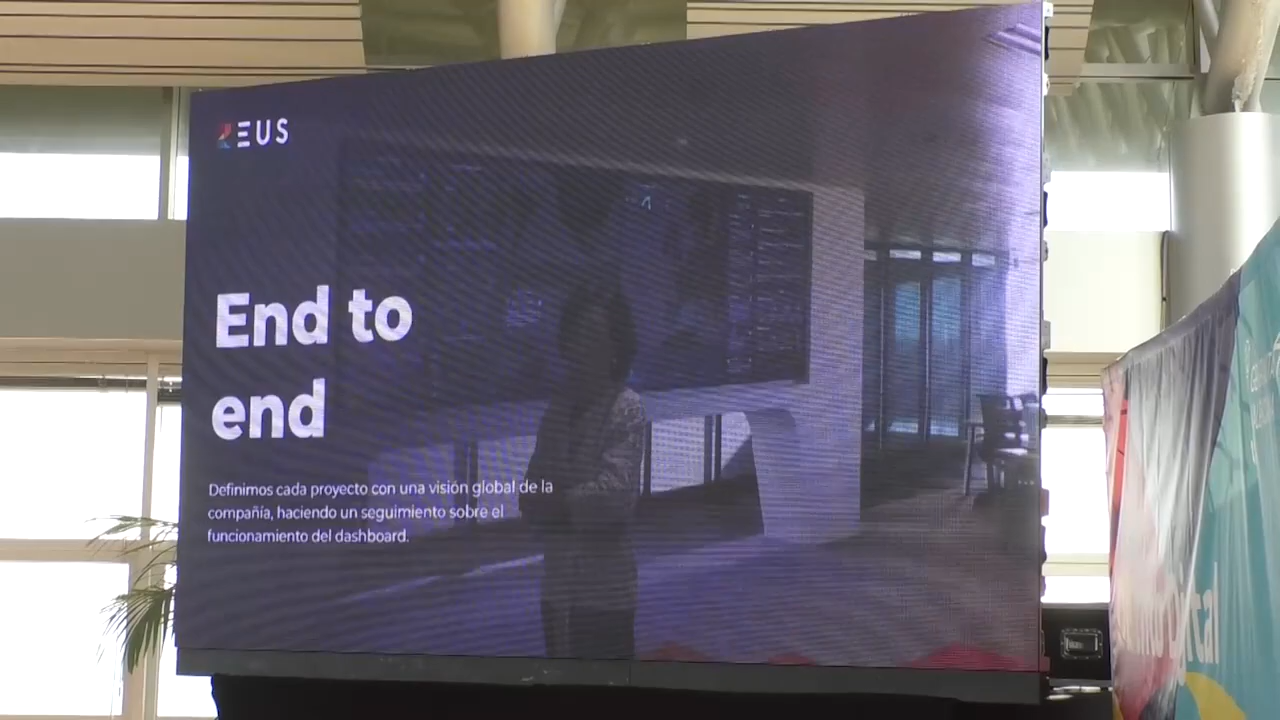 ZEUS
End to
end
Definimos cada proyecto con una visión global de la
compañía, haciendo un seguimiento sobre el
funcionamiento del dashboard.